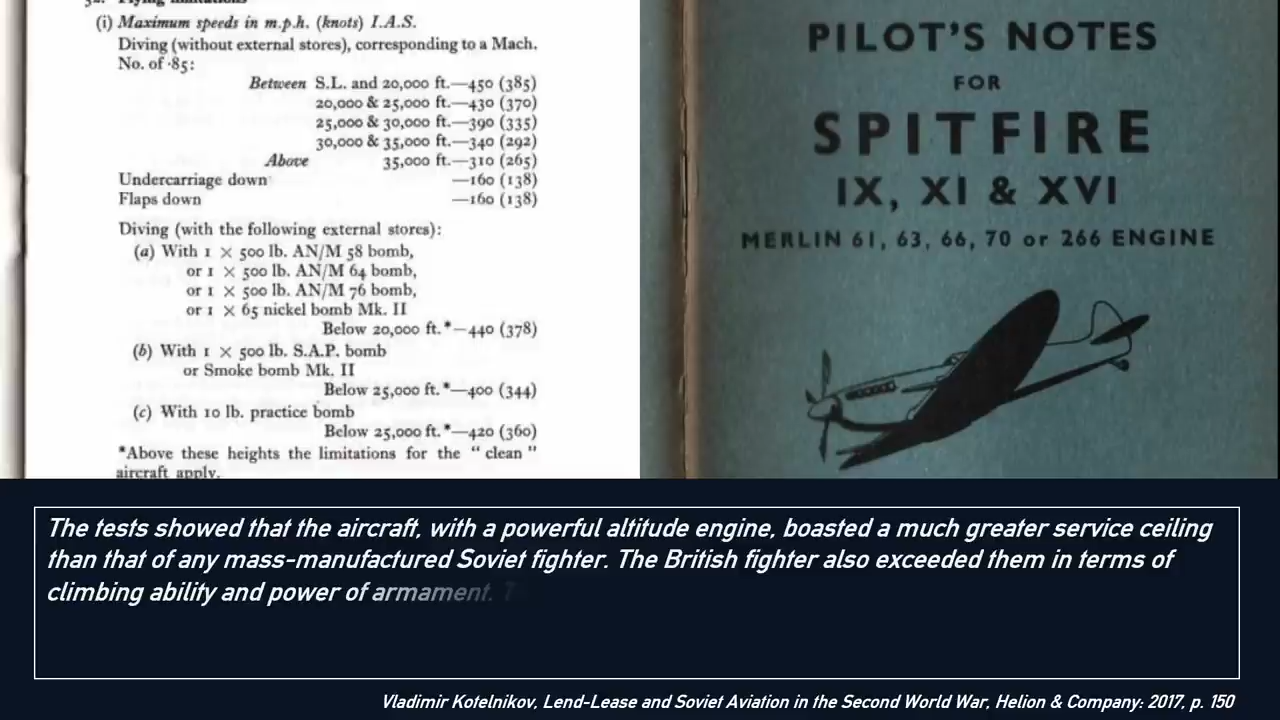 (i) Maximum speeds in m.p.h. (knots) I.A.S.
Diving (without external stores), corresponding to a Mach.
No. of ·85:
Between S.L. and 20,000 ft.—450 (385)
20,000 & 25,000 ft.—430 (370)
25,000 & 30,000 ft.—390 (335)
30,000 & 35,000 ft.—340 (292)
Above 35,000 ft.—310 (265)
Undercarriage down —160 (138)
Flaps down —160 (138)
Diving (with the following external stores):
(a) With 1 × 500 lb. AN/M 58 bomb,
or 1 × 500 lb. AN/M 64 bomb,
or 1 × 500 lb. AN/M 76 bomb,
or 1 × 65 nickel bomb Mk. II
Below 20,000 ft.*—440 (378)
(b) With 1 × 500 lb. S.A.P. bomb
or Smoke bomb Mk. II
Below 25,000 ft.*—400 (344)
(c) With 10 lb. practice bomb
Below 25,000 ft.*—420 (360)
*Above these heights the limitations for the "clean"
aircraft apply.
PILOT'S NOTES
FOR
SPITFIRE
IX, XI & XVI
MERLIN 61, 63, 66, 70 or 266 ENGINE
The tests showed that the aircraft, with a powerful altitude engine, boasted a much greater service ceiling
than that of any mass-manufactured Soviet fighter. The British fighter also exceeded them in terms of
climbing ability and power of armament.
Vladimir Kotelnikov, Lend-Lease and Soviet Aviation in the Second World War, Helion & Company: 2017, p. 150